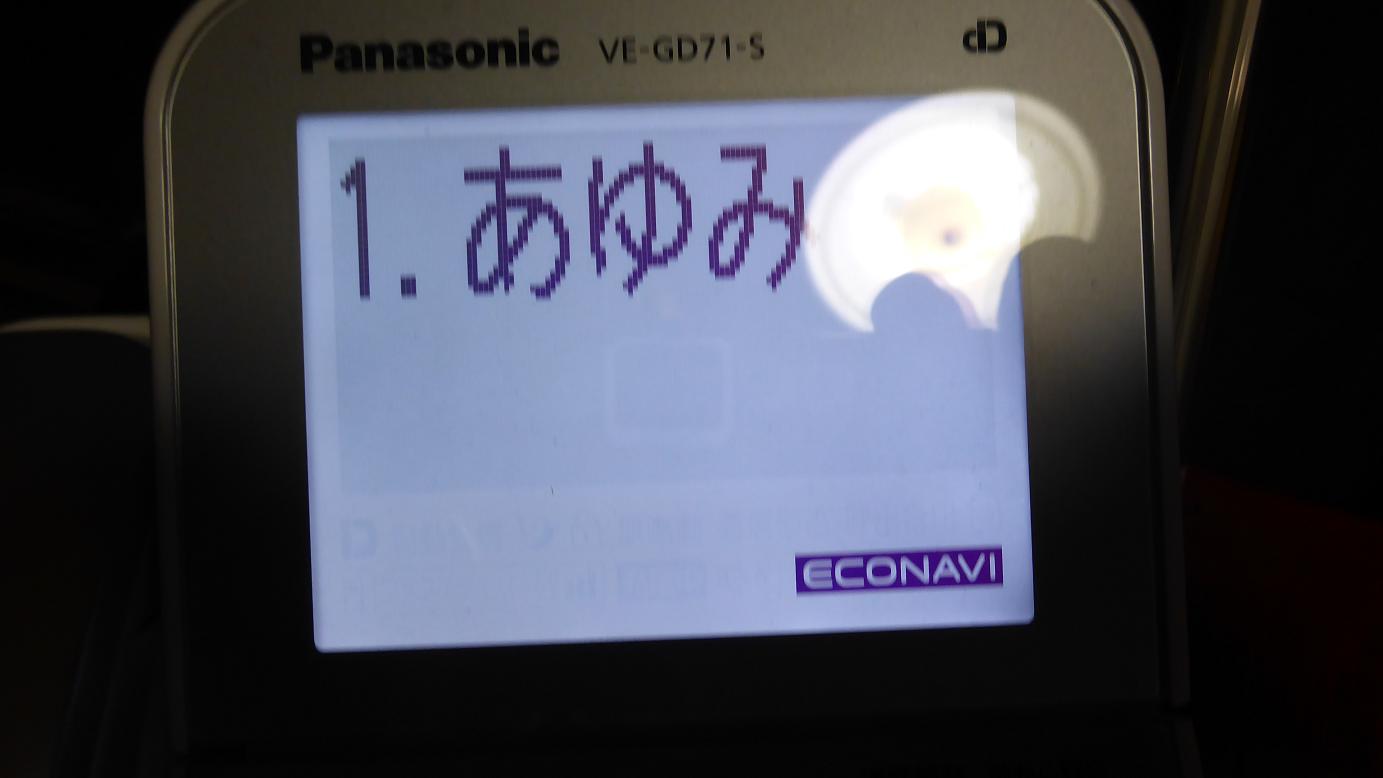 Panasonic VE-GD71-S
1. あゆみ
ECONAVI